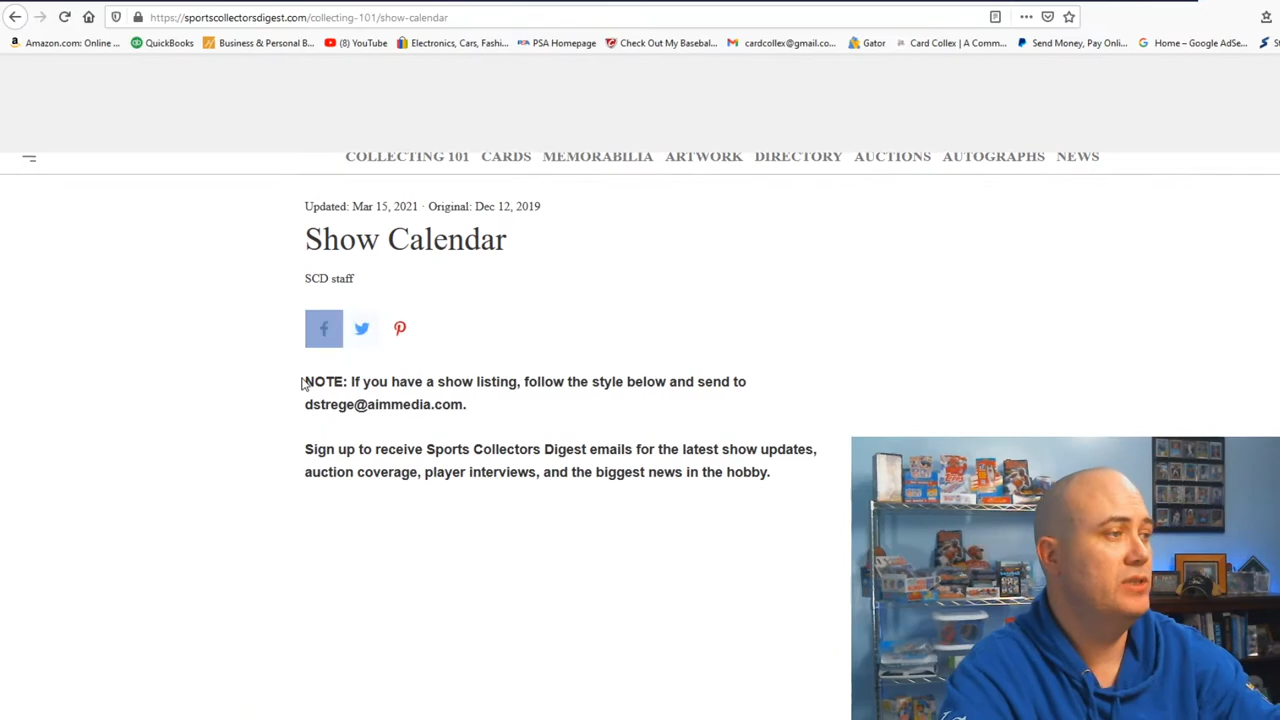 https://sportscollectorsdigest.com/collecting-101/show-calendar
Amazon.com: Online ... QuickBooks Business & Personal B... (8) YouTube Electronics, Cars, Fashi... PSA Homepage Check Out My Basebal... cardcollex@gmail.co... Gator Card Collex | A Comm... Send Money, Pay Onli... Home – Google AdSe...
COLLECTING 101 CARDS MEMORABILIA ARTWORK DIRECTORY AUCTIONS AUTOGRAPHS NEWS
Updated: Mar 15, 2021 · Original: Dec 12, 2019
Show Calendar
SCD staff
NOTE: If you have a show listing, follow the style below and send to
dstrege@aimmedia.com.
Sign up to receive Sports Collectors Digest emails for the latest show updates,
auction coverage, player interviews, and the biggest news in the hobby.
Topps